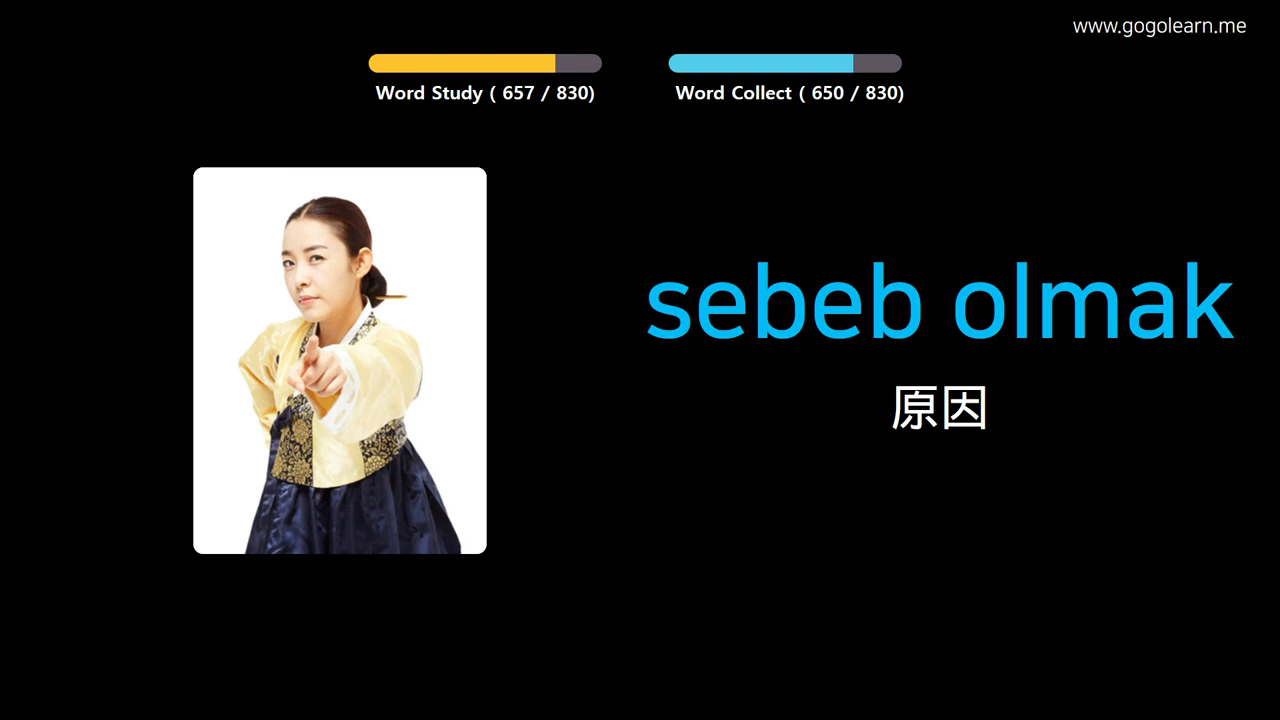 www.gogolearn.me
Word Study ( 657 / 830)
Word Collect ( 650 / 830)
sebeb olmak
原因